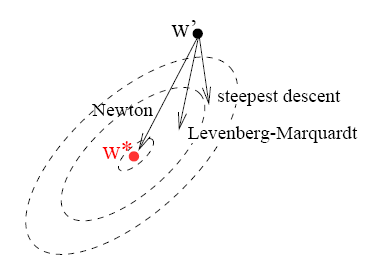 w’
steepest descent
Newton
Levenberg-Marquardt
w*